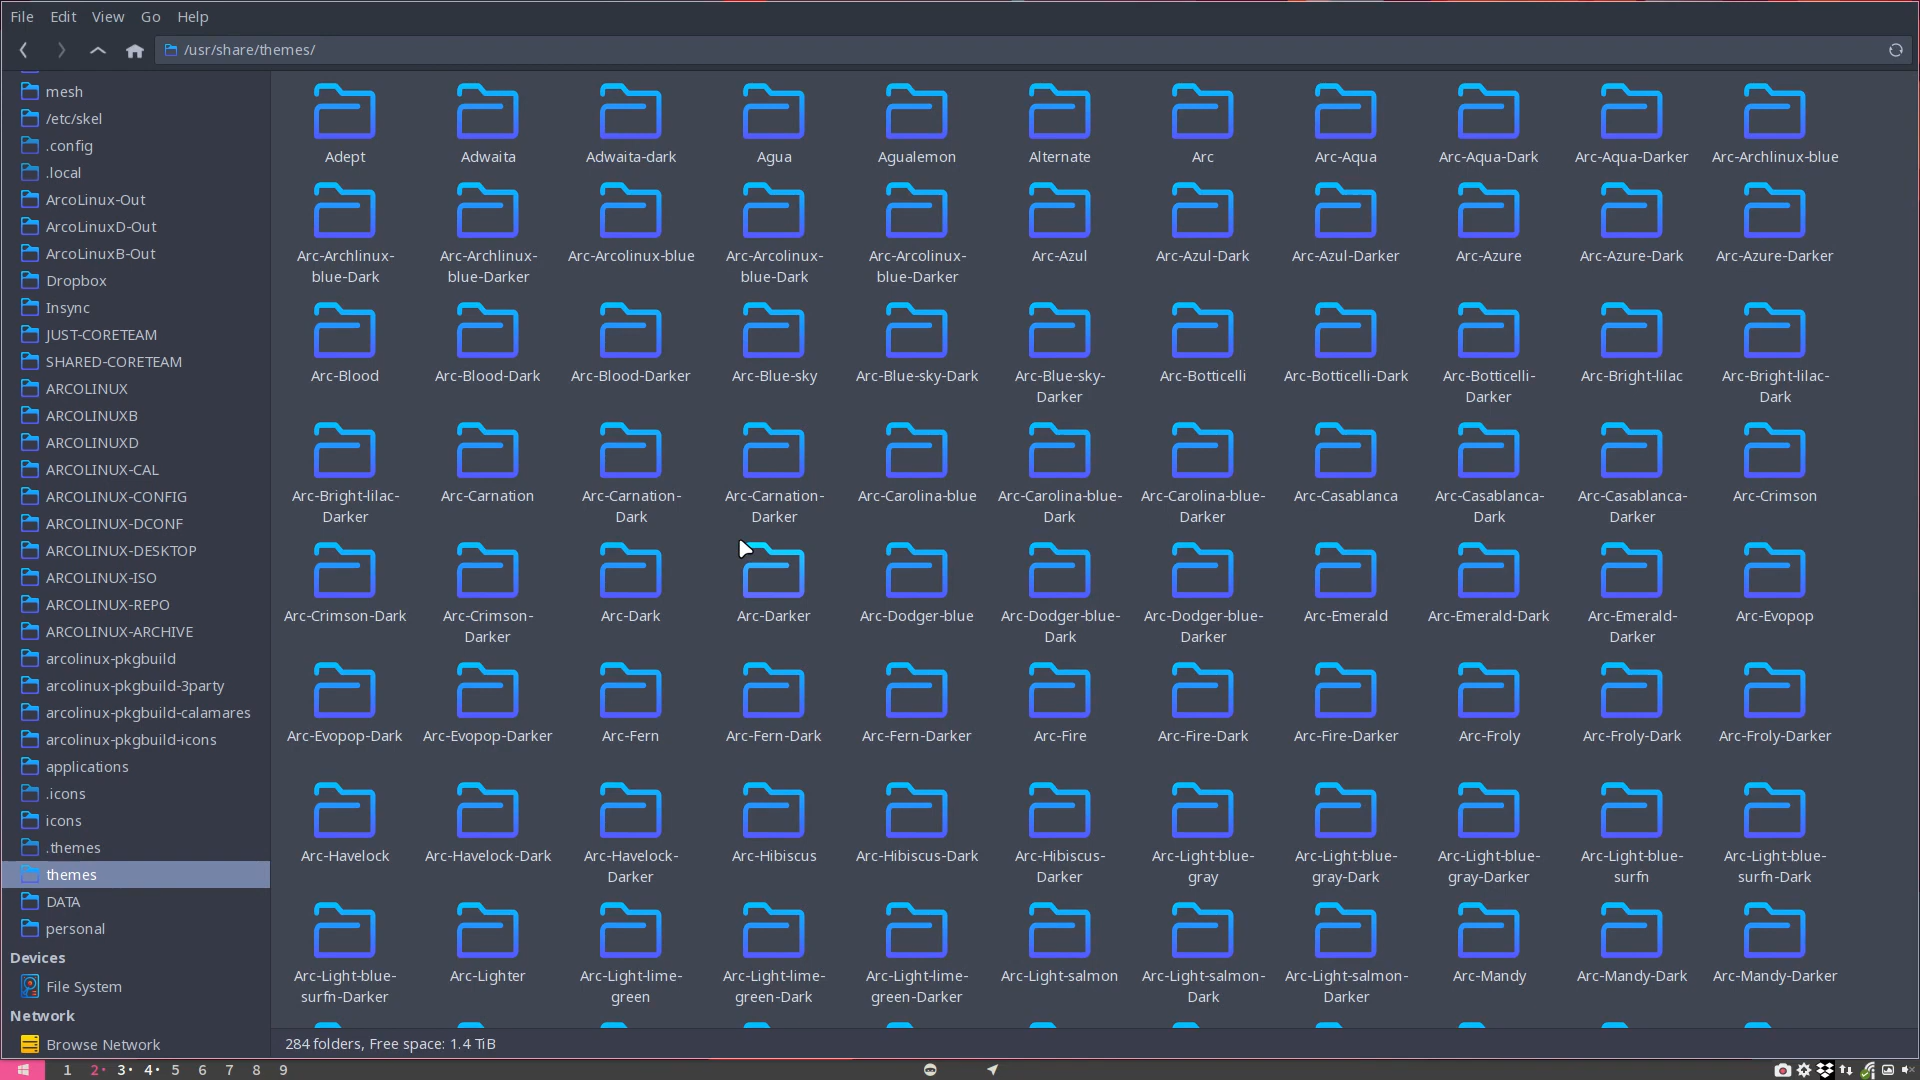 File Edit View Go Help
/usr/share/themes/
mesh
/etc/skel
.config
.local
ArcoLinux-Out
ArcoLinuxD-Out
ArcoLinuxB-Out
Dropbox
Insync
JUST-CORETEAM
SHARED-CORETEAM
ARCOLINUX
ARCOLINUXB
ARCOLINUXD
ARCOLINUX-CAL
ARCOLINUX-CONFIG
ARCOLINUX-DCONF
ARCOLINUX-DESKTOP
ARCOLINUX-ISO
ARCOLINUX-REPO
ARCOLINUX-ARCHIVE
arcolinux-pkgbuild
arcolinux-pkgbuild-3party
arcolinux-pkgbuild-calamares
arcolinux-pkgbuild-icons
applications
.icons
icons
.themes
themes
DATA
personal
Devices
File System
Network
Browse Network
Adept Adwaita Adwaita-dark Agua Agualemon Alternate Arc Arc-Aqua Arc-Aqua-Dark Arc-Aqua-Darker Arc-Archlinux-blue
Arc-Archlinux- Arc-Archlinux- Arc-Arcolinux-blue Arc-Arcolinux- Arc-Arcolinux- Arc-Azul Arc-Azul-Dark Arc-Azul-Darker Arc-Azure Arc-Azure-Dark Arc-Azure-Darker
blue-Dark blue-Darker blue-Dark blue-Darker
Arc-Blood Arc-Blood-Dark Arc-Blood-Darker Arc-Blue-sky Arc-Blue-sky-Dark Arc-Blue-sky- Arc-Botticelli Arc-Botticelli-Dark Arc-Botticelli- Arc-Bright-lilac Arc-Bright-lilac-
Darker Darker Dark
Arc-Bright-lilac- Arc-Carnation Arc-Carnation- Arc-Carnation- Arc-Carolina-blue Arc-Carolina-blue- Arc-Carolina-blue- Arc-Casablanca Arc-Casablanca- Arc-Casablanca- Arc-Crimson
Darker Dark Darker Dark Darker Dark Darker
Arc-Crimson-Dark Arc-Crimson- Arc-Dark Arc-Darker Arc-Dodger-blue Arc-Dodger-blue- Arc-Dodger-blue- Arc-Emerald Arc-Emerald-Dark Arc-Emerald- Arc-Evopop
Darker Dark Darker Darker
Arc-Evopop-Dark Arc-Evopop-Darker Arc-Fern Arc-Fern-Dark Arc-Fern-Darker Arc-Fire Arc-Fire-Dark Arc-Fire-Darker Arc-Froly Arc-Froly-Dark Arc-Froly-Darker
Arc-Havelock Arc-Havelock-Dark Arc-Havelock- Arc-Hibiscus Arc-Hibiscus-Dark Arc-Hibiscus- Arc-Light-blue- Arc-Light-blue- Arc-Light-blue- Arc-Light-blue- Arc-Light-blue-
Darker Darker gray gray-Dark gray-Darker surfn surfn-Dark
Arc-Light-blue- Arc-Lighter Arc-Light-lime- Arc-Light-lime- Arc-Light-lime- Arc-Light-salmon Arc-Light-salmon- Arc-Light-salmon- Arc-Mandy Arc-Mandy-Dark Arc-Mandy-Darker
surfn-Darker green green-Dark green-Darker Dark Darker
284 folders, Free space: 1.4 TiB
1 2· 3· 4· 5 6 7 8 9